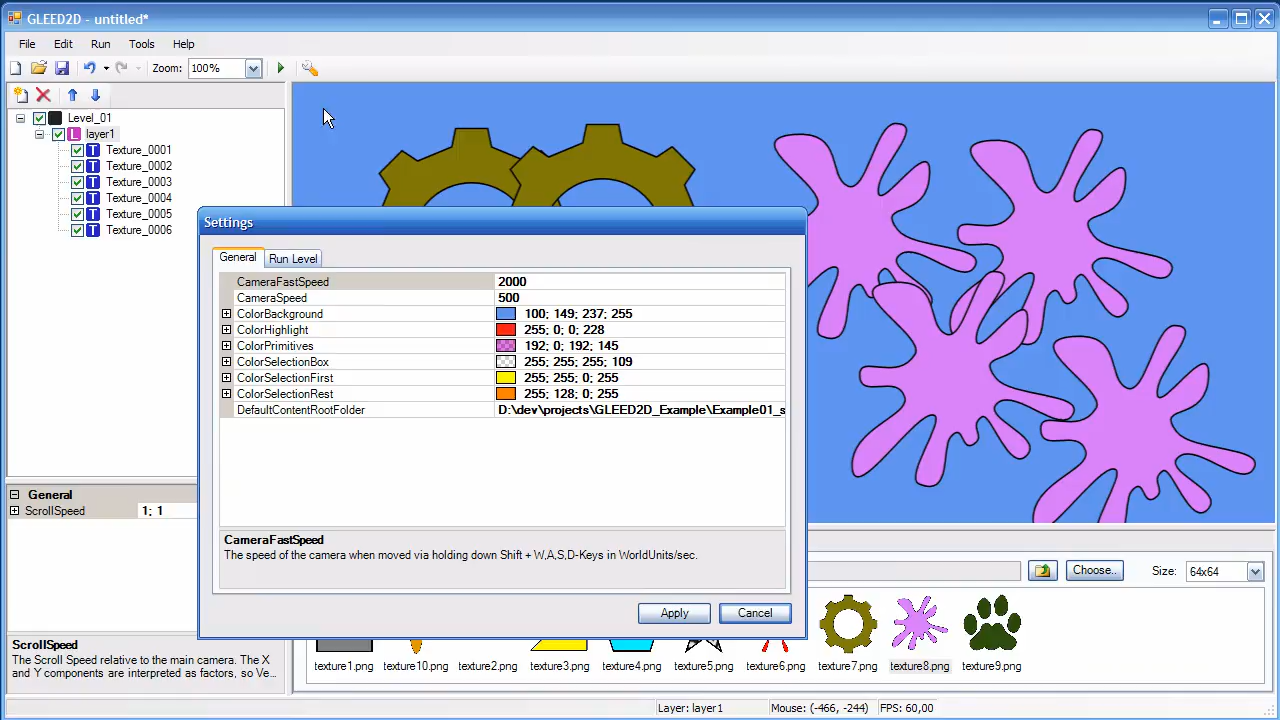 GLEED2D - untitled*
File Edit Run Tools Help
Zoom: 100%
Level_01
L layer1
T Texture_0001
T Texture_0002
T Texture_0003
T Texture_0004
T Texture_0005
T Texture_0006
Settings
General Run Level
CameraFastSpeed 2000
CameraSpeed 500
ColorBackground 100; 149; 237; 255
ColorHighlight 255; 0; 0; 228
ColorPrimitives 192; 0; 192; 145
ColorSelectionBox 255; 255; 255; 109
ColorSelectionFirst 255; 255; 0; 255
ColorSelectionRest 255; 128; 0; 255
DefaultContentRootFolder D:\dev\projects\GLEED2D_Example\Example01_s
CameraFastSpeed
The speed of the camera when moved via holding down Shift + W,A,S,D-Keys in WorldUnits/sec.
Apply Cancel
General
ScrollSpeed 1; 1
ScrollSpeed
The Scroll Speed relative to the main camera. The X
and Y components are interpreted as factors, so Ve...
Choose.. Size: 64x64
texture1.png texture10.png texture2.png texture3.png texture4.png texture5.png texture6.png texture7.png texture8.png texture9.png
Layer: layer1 Mouse: (-466, -244) FPS: 60,00